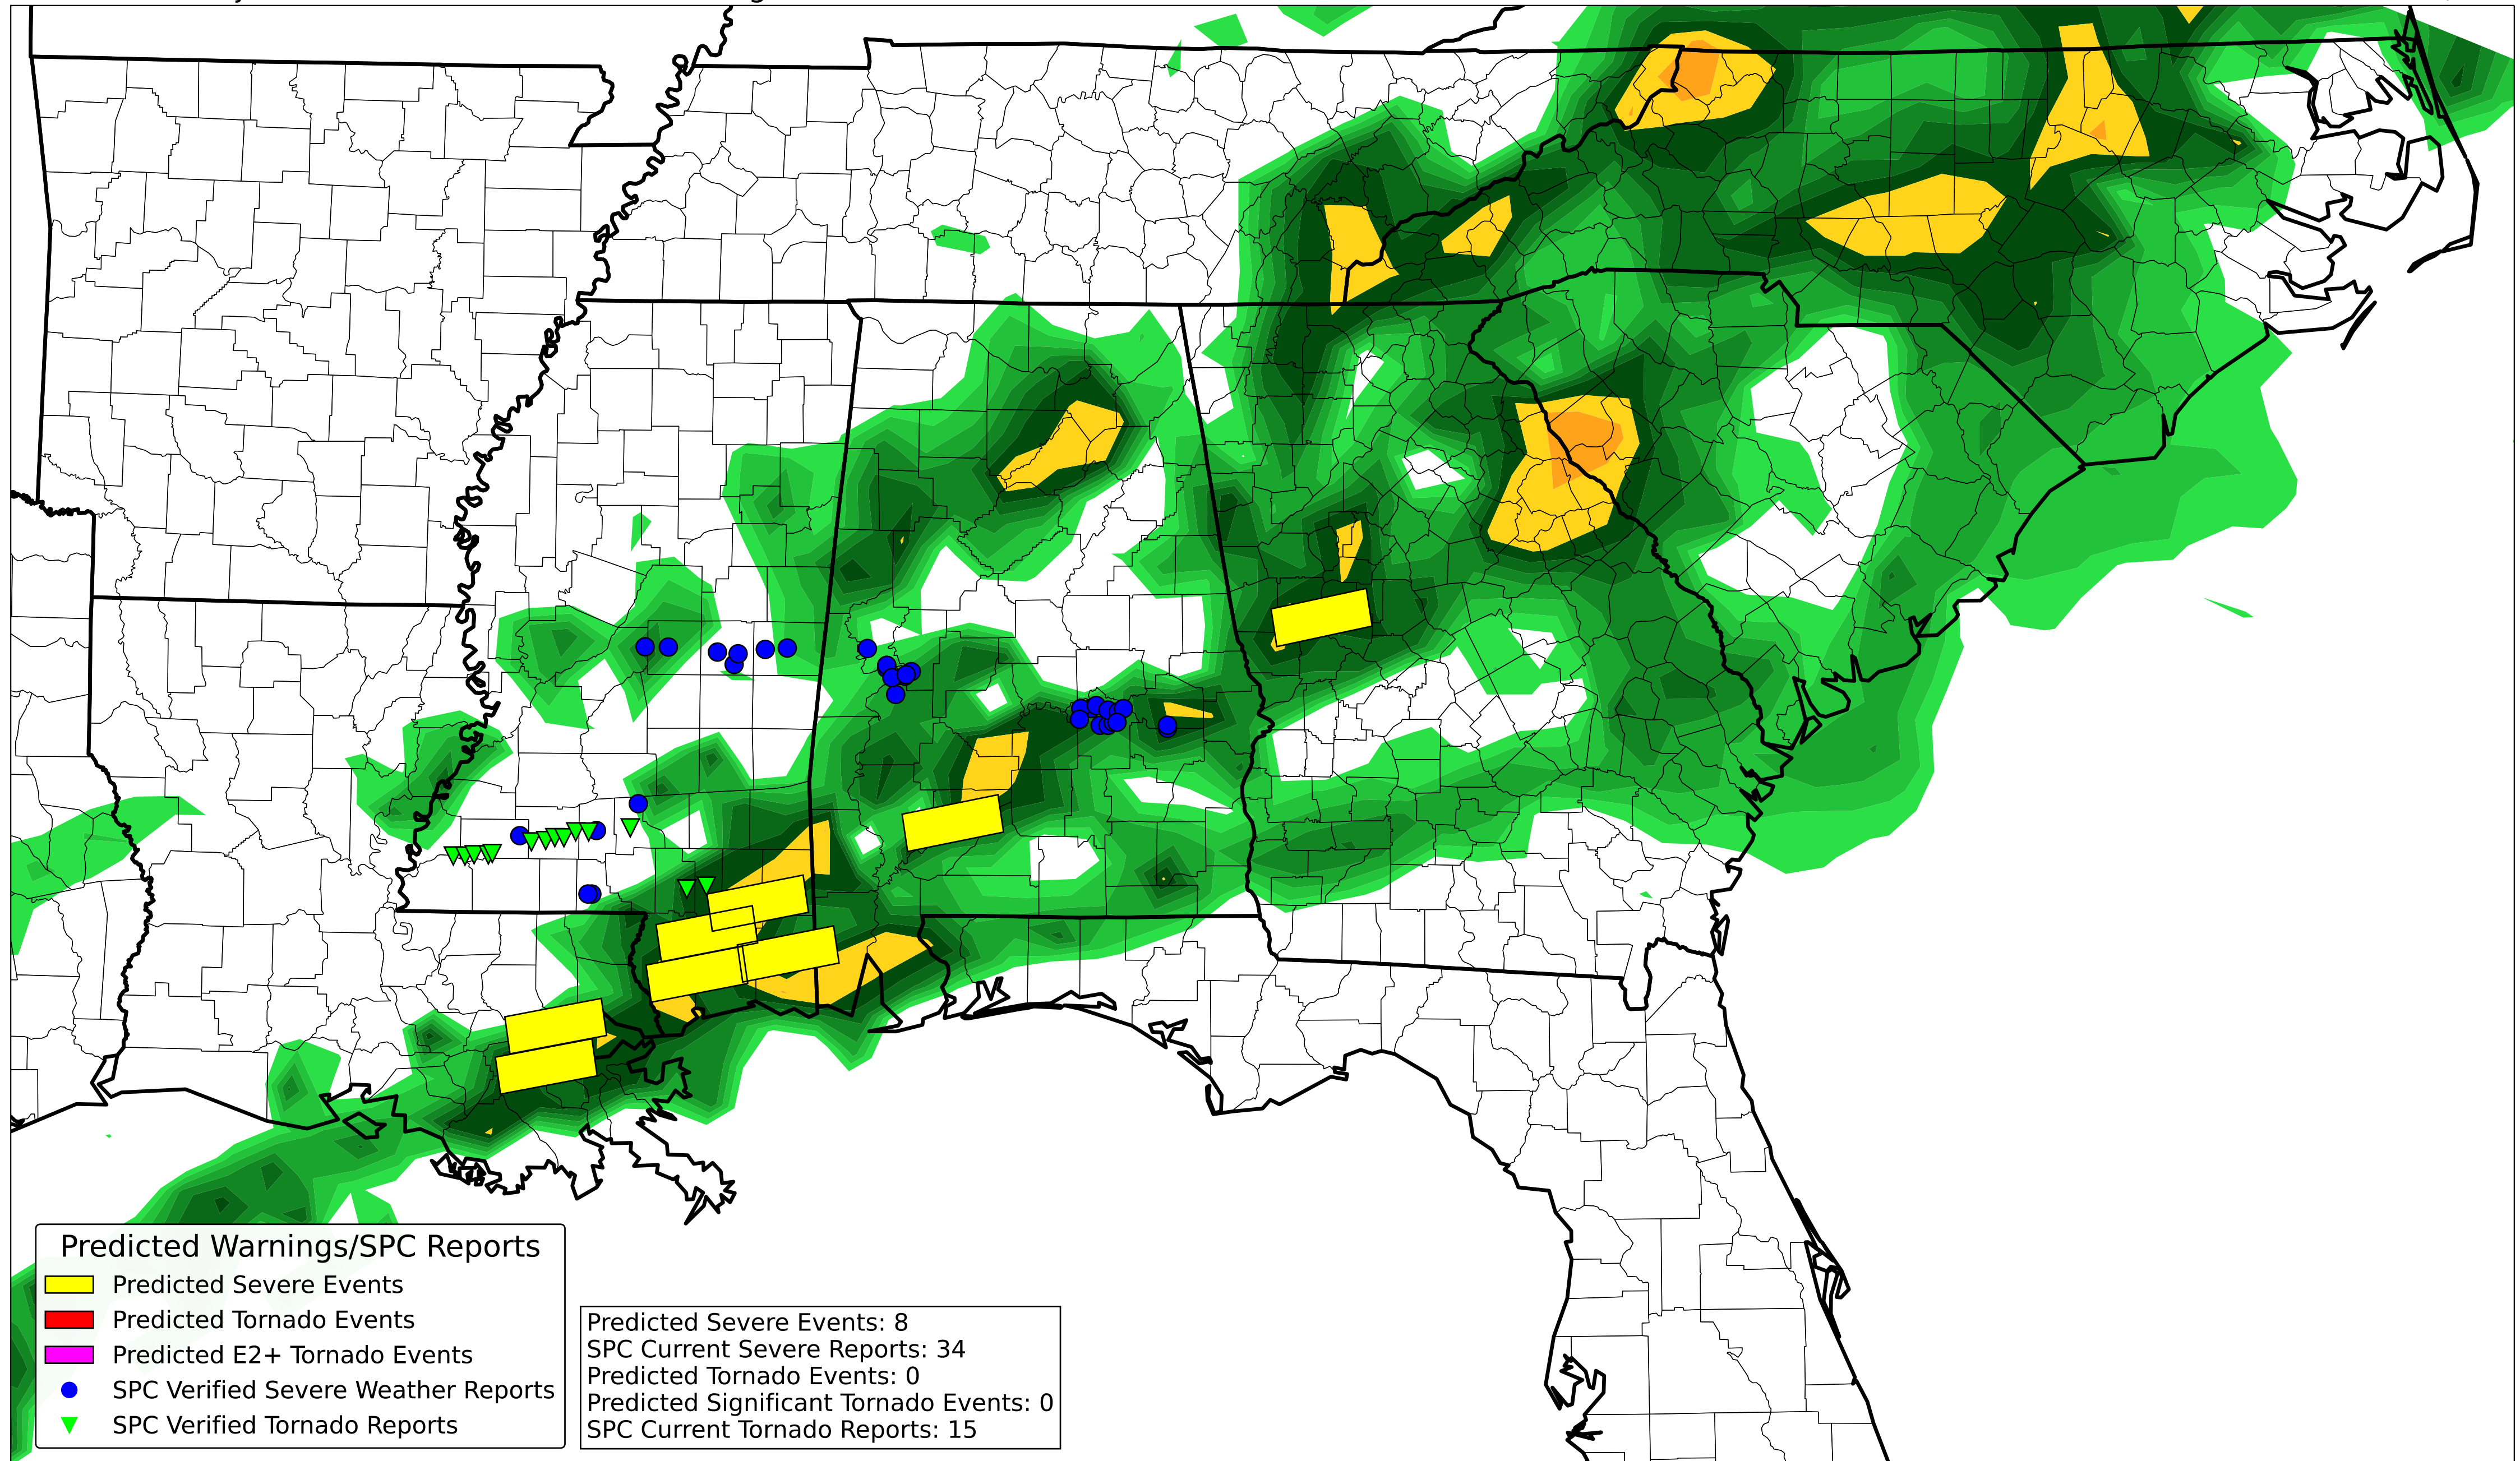 Predicted Warnings/SPC Reports
Predicted Severe Events
Predicted Tornado Events
Predicted E2+ Tornado Events
SPC Verified Severe Weather Reports
SPC Verified Tornado Reports
Predicted Severe Events: 8
SPC Current Severe Reports: 34
Predicted Tornado Events: 0
Predicted Significant Tornado Events: 0
SPC Current Tornado Reports: 15